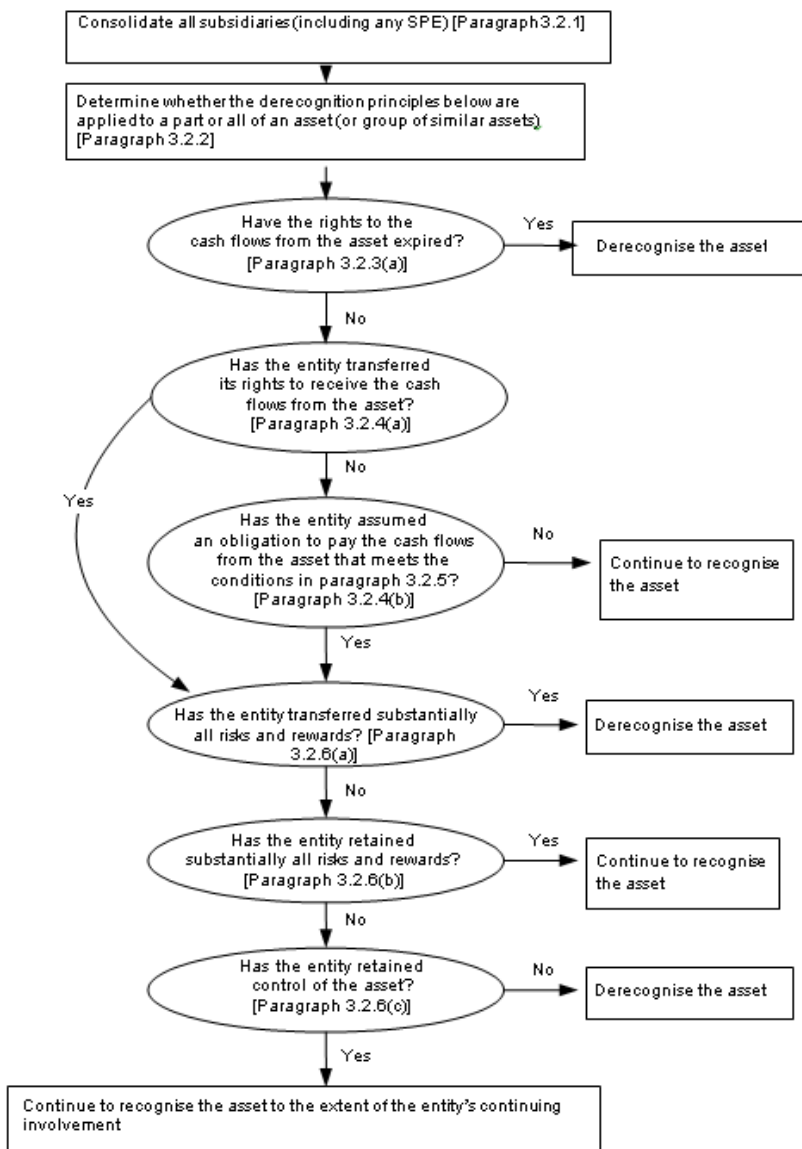 Consolidate all subsidiaries (including any SPE) [Paragraph 3.2.1]
Determine whether the derecognition principles below are
applied to a part or all of an asset (or group of similar assets)
[Paragraph 3.2.2]
Have the rights to the
cash flows from the asset expired?
[Paragraph 3.2.3(a)]
Yes
Derecognise the asset
No
Has the entity transferred
its rights to receive the cash
flows from the asset?
[Paragraph 3.2.4(a)]
Yes
No
Has the entity assumed
an obligation to pay the cash flows
from the asset that meets the
conditions in paragraph 3.2.5?
[Paragraph 3.2.4(b)]
No
Continue to recognise
the asset
Yes
Has the entity transferred substantially
all risks and rewards? [Paragraph
3.2.6(a)]
Yes
Derecognise the asset
No
Has the entity retained
substantially all risks and rewards?
[Paragraph 3.2.6(b)]
Yes
Continue to recognise
the asset
No
Has the entity retained
control of the asset?
[Paragraph 3.2.6(c)]
No
Derecognise the asset
Yes
Continue to recognise the asset to the extent of the entity's continuing
involvement